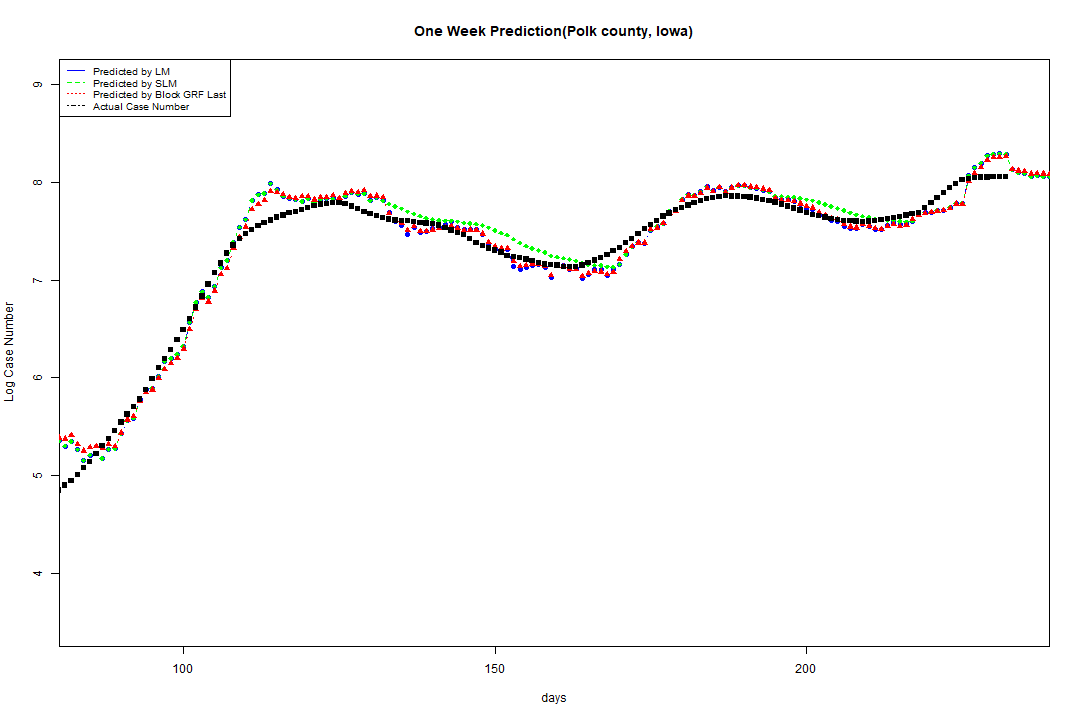 One Week Prediction(Polk county, Iowa)
Predicted by LM
Predicted by SLM
Predicted by Block GRF Last
Actual Case Number
9
8
7
6
5
4
Log Case Number
100
150
200
days